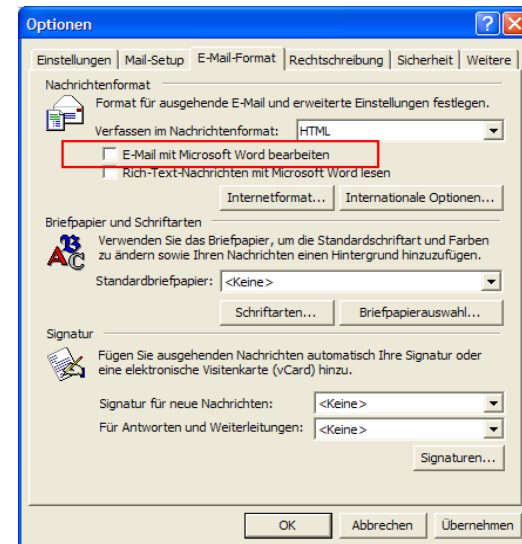 Optionen
Einstellungen Mail-Setup E-Mail-Format Rechtschreibung Sicherheit Weitere
Nachrichtenformat
Format für ausgehende E-Mail und erweiterte Einstellungen festlegen.
Verfassen im Nachrichtenformat: HTML
E-Mail mit Microsoft Word bearbeiten
Rich-Text-Nachrichten mit Microsoft Word lesen
Internetformat... Internationale Optionen...
Briefpapier und Schriftarten
Verwenden Sie das Briefpapier, um die Standardschriftart und Farben
zu ändern sowie Ihren Nachrichten einen Hintergrund hinzuzufügen.
Standardbriefpapier: <Keine>
Schriftarten... Briefpapierauswahl...
Signatur
Fügen Sie ausgehenden Nachrichten automatisch Ihre Signatur oder
eine elektronische Visitenkarte (vCard) hinzu.
Signatur für neue Nachrichten: <Keine>
Für Antworten und Weiterleitungen: <Keine>
Signaturen...
OK Abbrechen Übernehmen